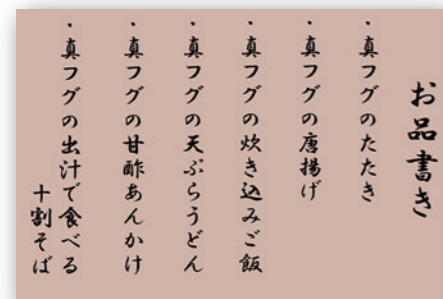 お品書き
・真フグのたたき
・真フグの唐揚げ
・真フグの炊き込みご飯
・真フグの天ぷらうどん
・真フグの甘酢あんかけ
・真フグの出汁で食べる
十割そば